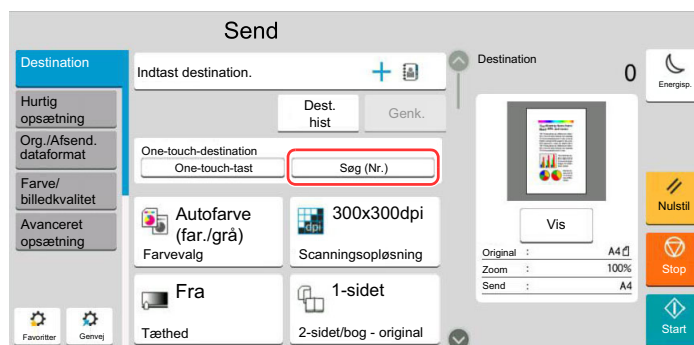 Send
Destination
Hurtig
opsætning
Org./Afsend.
dataformat
Farve/
billedkvalitet
Avanceret
opsætning
Favoritter
Genvej
Indtast destination.
Dest.
hist
Genk.
One-touch-destination
One-touch-tast
Søg (Nr.)
Autofarve
(far./grå)
Farvevalg
dpi
300x300dpi
Scanningsopløsning
Fra
Tæthed
1-sidet
2-sidet/bog - original
Destination
0
Vis
Original : A4
Zoom : 100%
Send : A4
Energisp.
Nulstil
Stop
Start